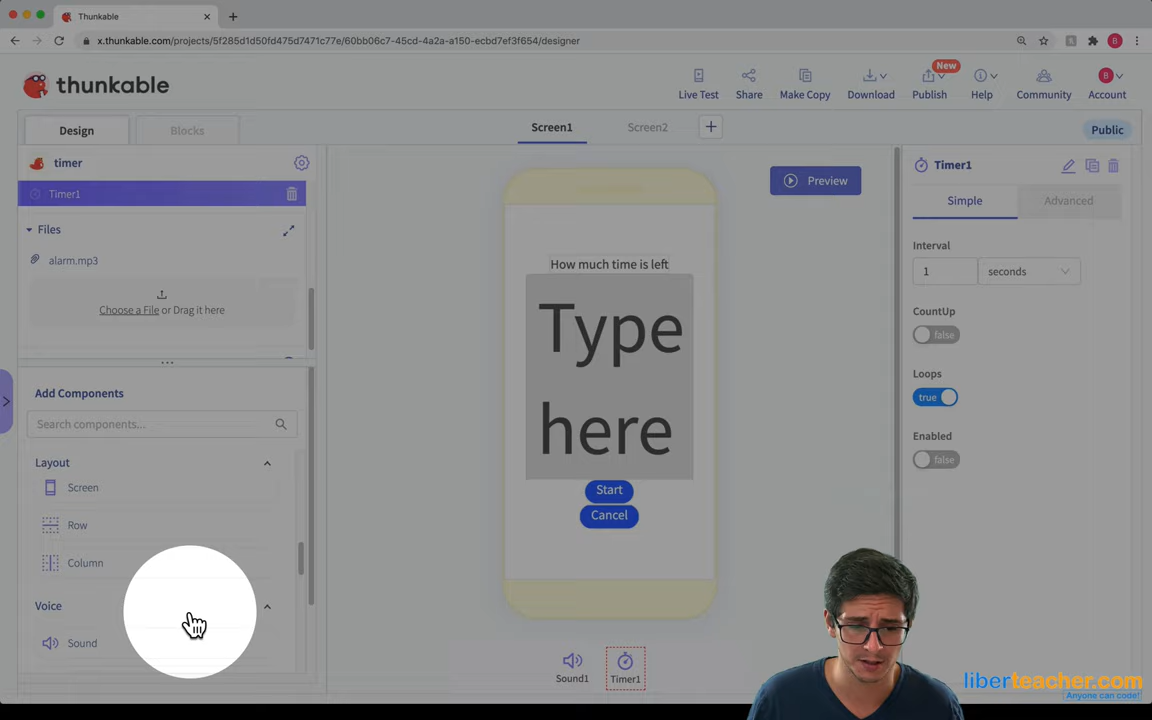 Thunkable
x.thunkable.com/projects/5f285d1d50fd475d7471c77e/60bb06c7-45cd-4a2a-a150-ecbd7ef3f654/designer
B
thunkable
Live Test
Share
Make Copy
Download
New
Publish
Help
Community
B
Account
Design
Blocks
Screen1
Screen2
Public
timer
Timer1
Files
alarm.mp3
Choose a File or Drag it here
Add Components
Search components...
Layout
Screen
Row
Column
Voice
Sound
Preview
How much time is left
Type
here
Start
Cancel
Sound1
Timer1
Timer1
Simple
Advanced
Interval
1
seconds
CountUp
false
Loops
true
Enabled
false
liberteacher.com
Anyone can code!